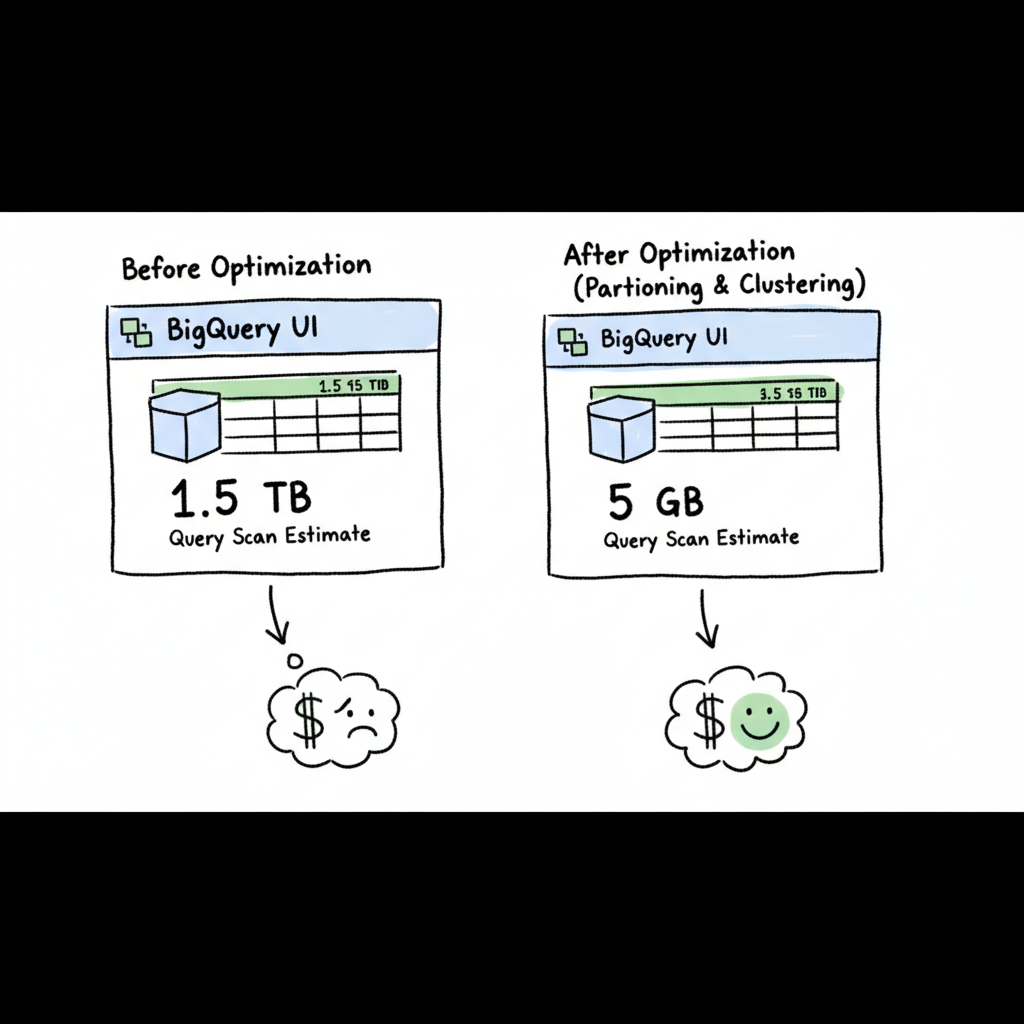 Before Optimization
BigQuery UI
1.5 15 TIB
1.5 TB
Query Scan Estimate
$
After Optimization
(Partioning & Clustering)
BigQuery UI
3.5 16 TIB
5 GB
Query Scan Estimate
$